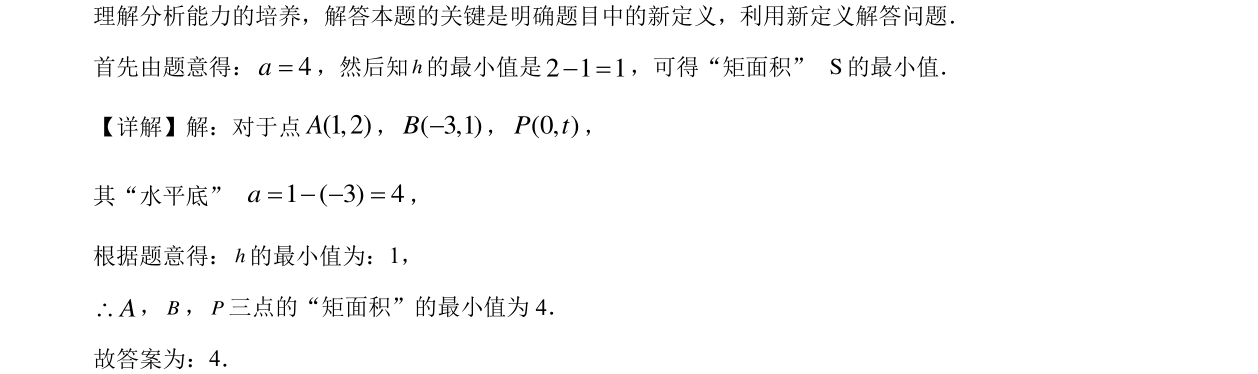 理解分析能力的培养，解答本题的关键是明确题目中的新定义，利用新定义解答问题．
首先由题意得：a＝4，然后知h的最小值是2−1＝1，可得“矩面积” S的最小值．
【详解】解：对于点A(1,2)，B(−3,1)，P(0,t)，
其“水平底” a＝1−(−3)＝4，
根据题意得：h的最小值为：1，
∴A，B，P三点的“矩面积”的最小值为4．
故答案为：4．